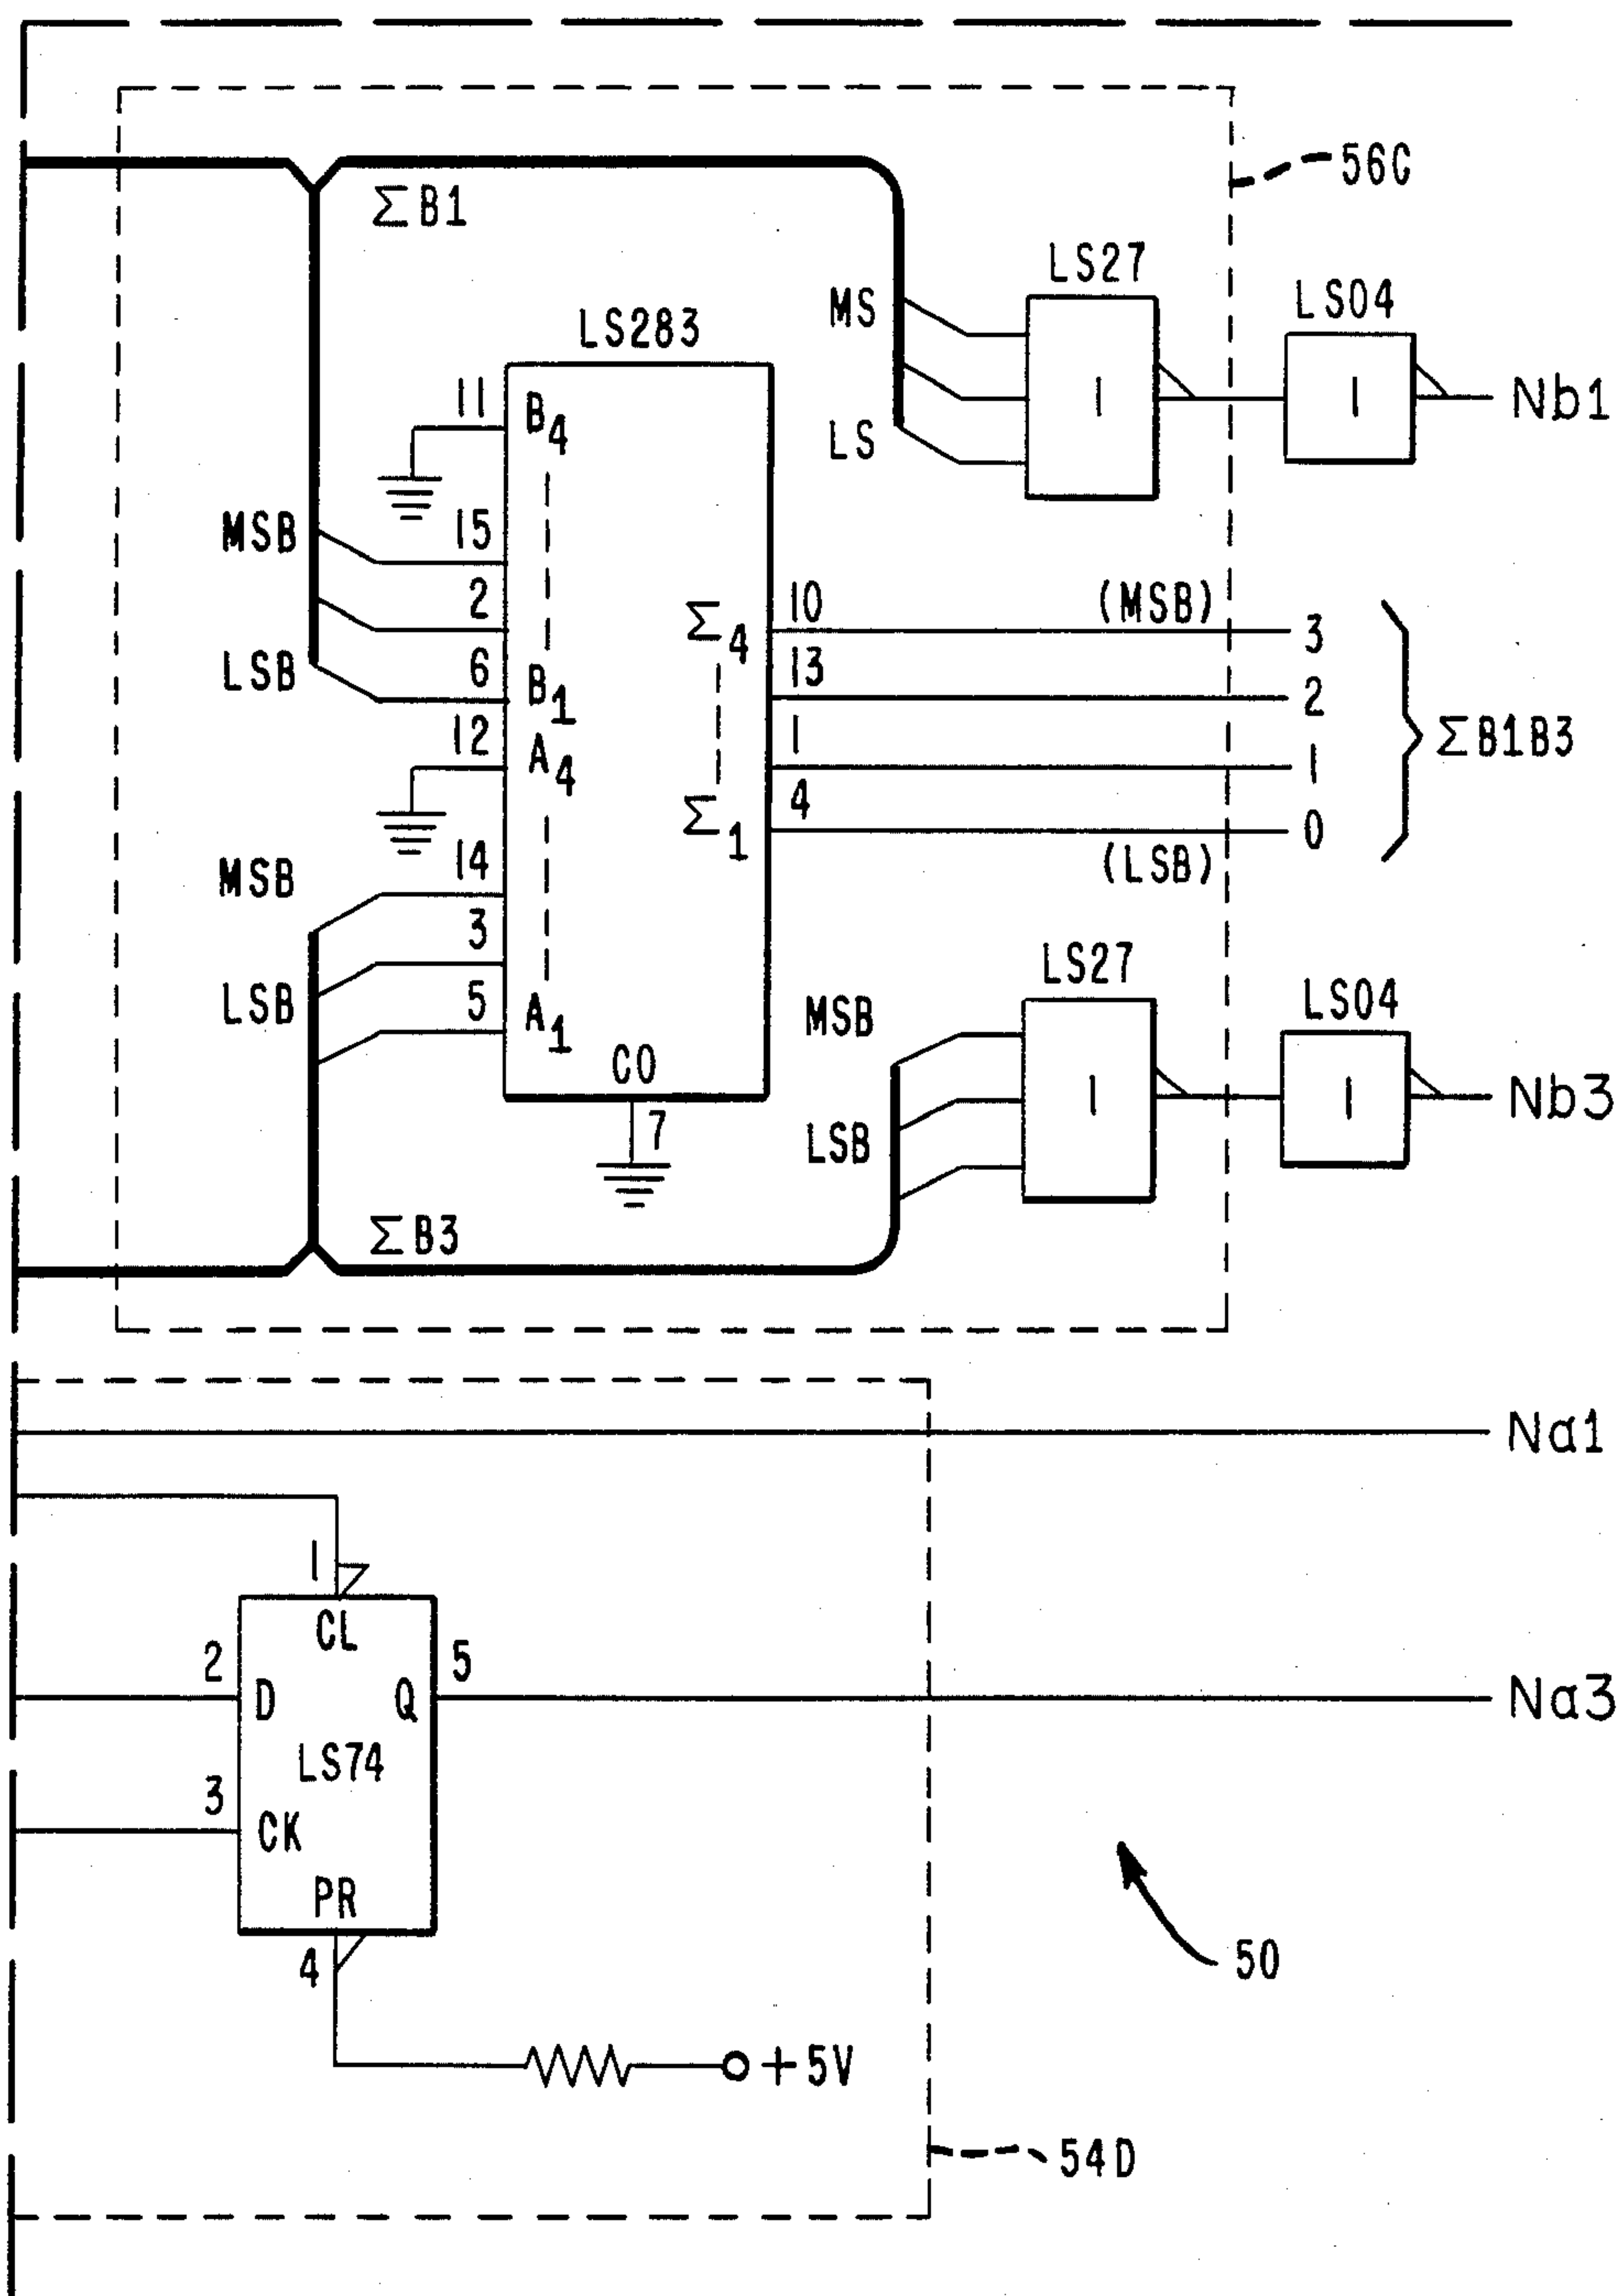 56C
ΣB1
LS27
MS
LS04
LS283
11 B4
Nb1
LS
MSB 15
2
10 (MSB) 3
Σ4
LSB 6 B1
13 2
12 A4
1 1
ΣB1B3
Σ1 4 0
(LSB)
MSB 14
3
LS27
LSB 5 A1
MSB
LS04
CO
1
1
Nb3
7
LSB
ΣB3
Na1
1
CL
2 5
D Q
Na3
LS74
3
CK
PR
4
50
+5V
54D